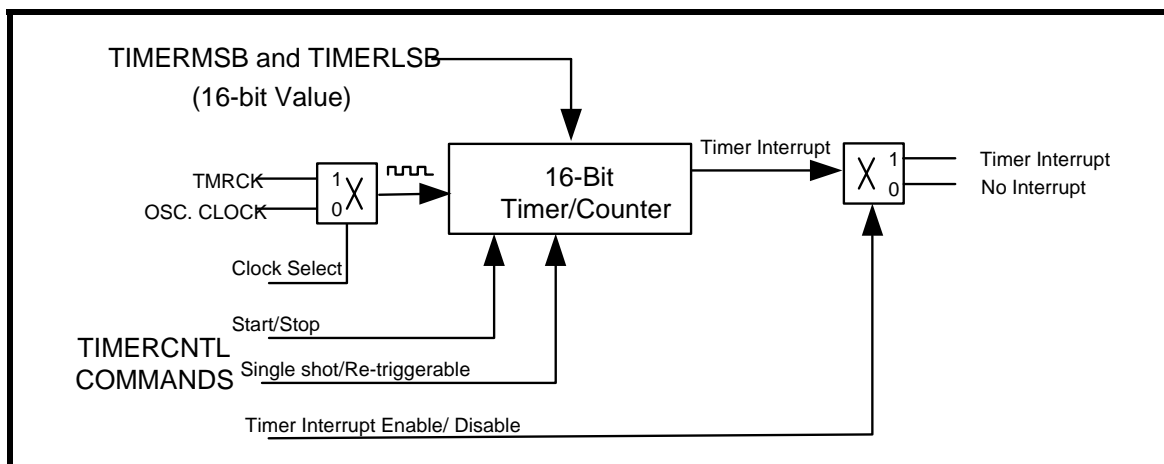 TIMERMSB and TIMERLSB
(16-bit Value)
Timer Interrupt
16-Bit
Timer/Counter
1
0
X
Timer Interrupt
No Interrupt
TMRCK
OSC. CLOCK
1
0
X
Clock Select
Start/Stop
TIMERCNTL
COMMANDS
Single shot/Re-triggerable
Timer Interrupt Enable/ Disable